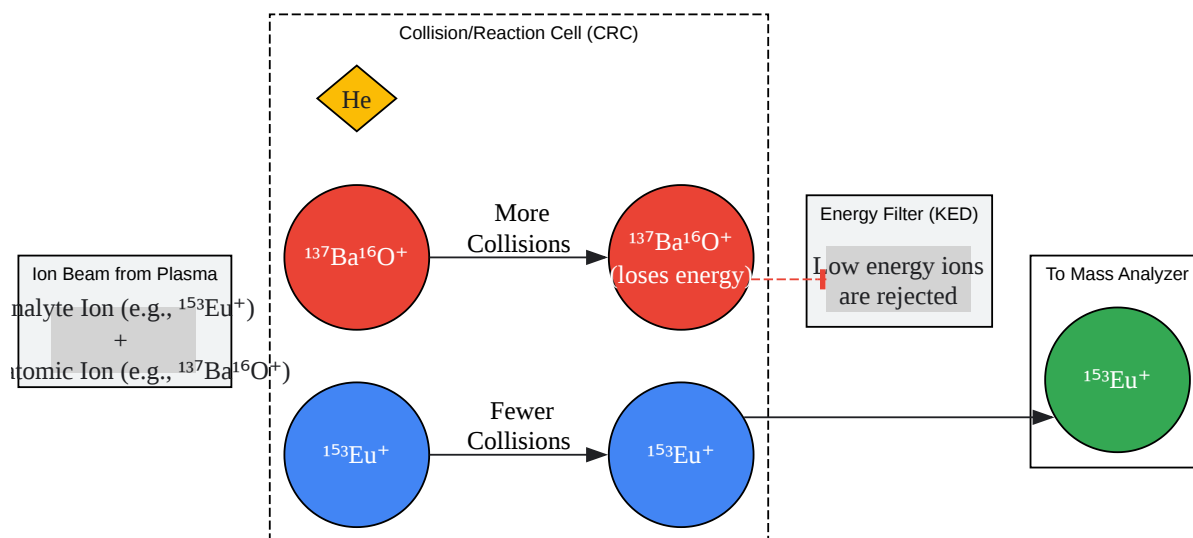 Collision/Reaction Cell (CRC)
He
¹³⁷Ba¹⁶O⁺
More
Collisions
¹³⁷Ba¹⁶O⁺
(loses energy)
Energy Filter (KED)
Low energy ions
are rejected
Ion Beam from Plasma
nalyte Ion (e.g., ¹⁵³Eu⁺)
+
atomic Ion (e.g., ¹³⁷Ba¹⁶O⁺)
To Mass Analyzer
¹⁵³Eu⁺
¹⁵³Eu⁺
Fewer
Collisions
¹⁵³Eu⁺